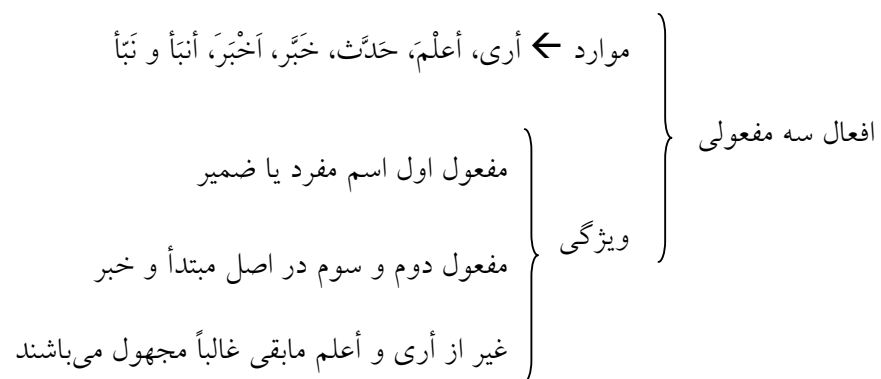 افعال سه مفعولی
موارد ← أری، أعلْمَ، حَدَّث، خَبَّر، اَخْبَرَ، أنبَأ و نَبّأ
ویژگی
مفعول اول اسم مفرد یا ضمیر
مفعول دوم و سوم در اصل مبتدأ و خبر
غیر از أری و أعلم مابقی غالباً مجهول می‌باشند